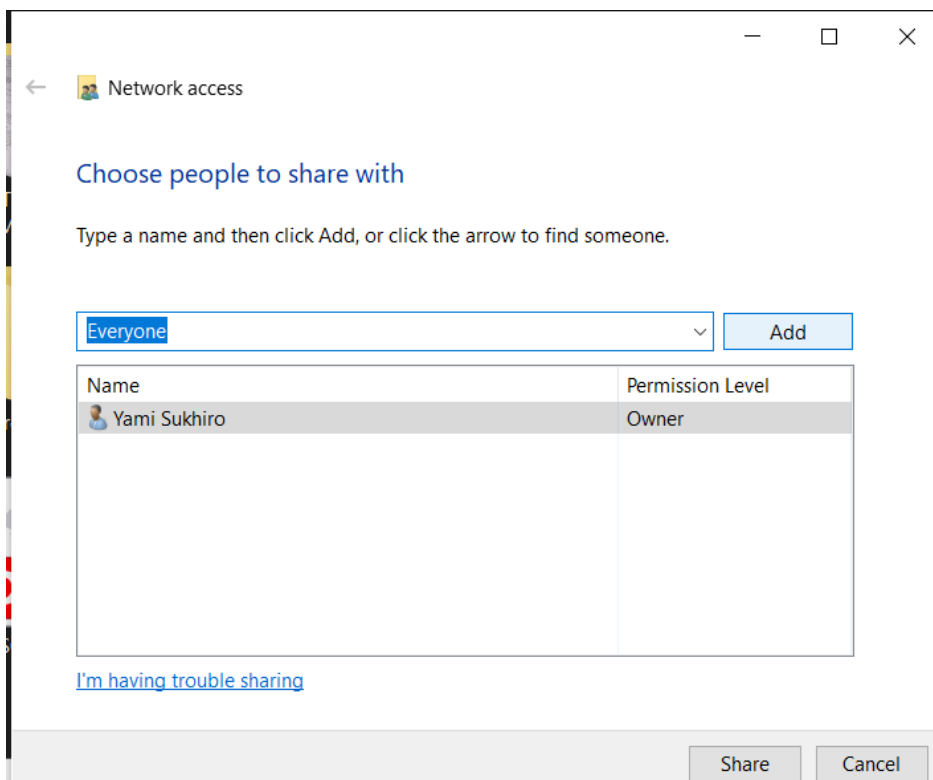 Network access
Choose people to share with
Type a name and then click Add, or click the arrow to find someone.
Everyone Add
Name Permission Level
Yami Sukhiro Owner
I'm having trouble sharing
Share Cancel